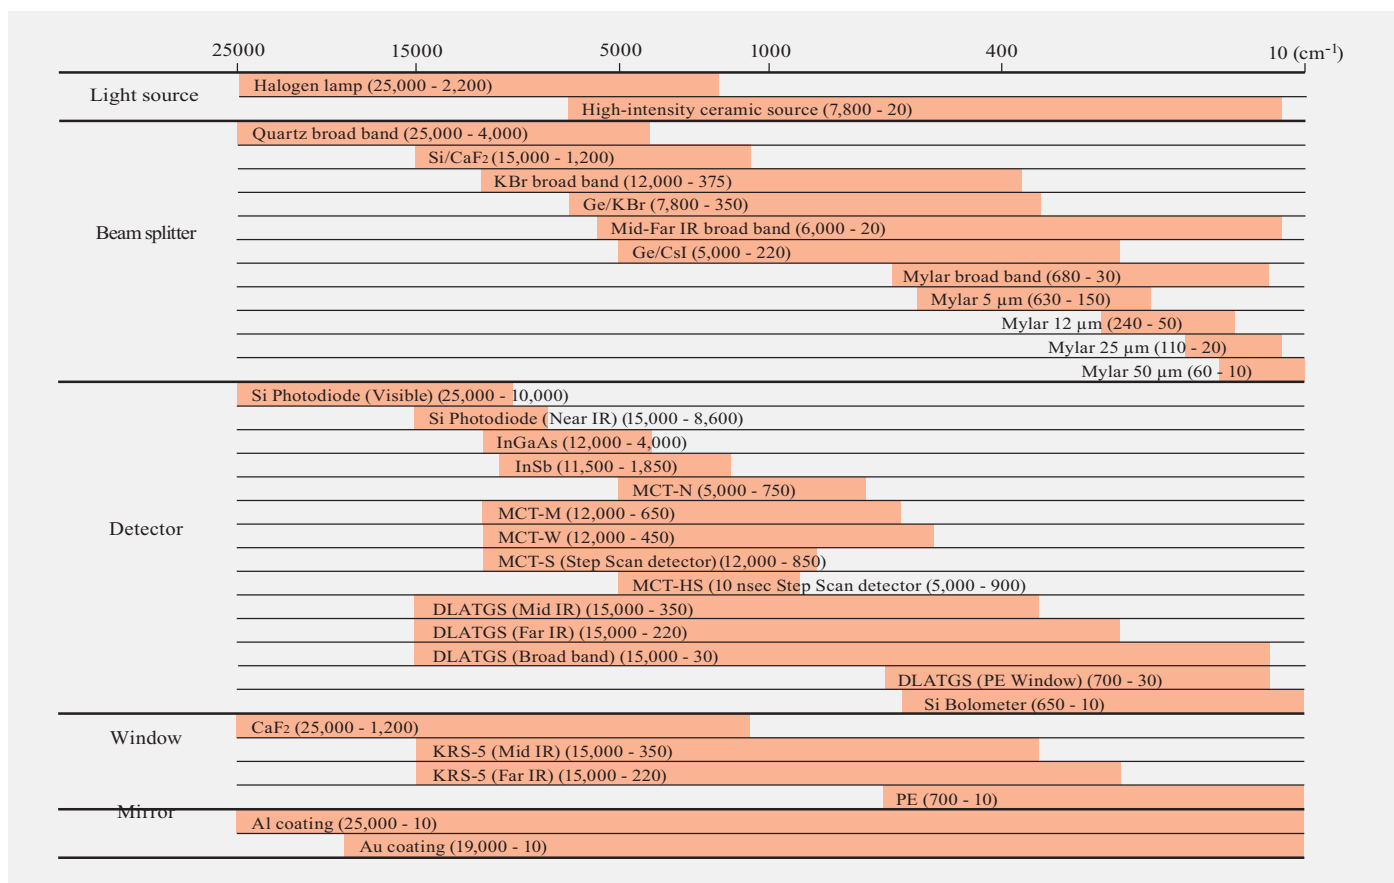 25000 15000 5000 1000 400 10 (cm-1)
Light source
Halogen lamp (25,000 - 2,200)
High-intensity ceramic source (7,800 - 20)
Beam splitter
Quartz broad band (25,000 - 4,000)
Si/CaF2 (15,000 - 1,200)
KBr broad band (12,000 - 375)
Ge/KBr (7,800 - 350)
Mid-Far IR broad band (6,000 - 20)
Ge/CsI (5,000 - 220)
Mylar broad band (680 - 30)
Mylar 5 µm (630 - 150)
Mylar 12 µm (240 - 50)
Mylar 25 µm (110 - 20)
Mylar 50 µm (60 - 10)
Detector
Si Photodiode (Visible) (25,000 - 10,000)
Si Photodiode (Near IR) (15,000 - 8,600)
InGaAs (12,000 - 4,000)
InSb (11,500 - 1,850)
MCT-N (5,000 - 750)
MCT-M (12,000 - 650)
MCT-W (12,000 - 450)
MCT-S (Step Scan detector) (12,000 - 850)
MCT-HS (10 nsec Step Scan detector (5,000 - 900)
DLATGS (Mid IR) (15,000 - 350)
DLATGS (Far IR) (15,000 - 220)
DLATGS (Broad band) (15,000 - 30)
DLATGS (PE Window) (700 - 30)
Si Bolometer (650 - 10)
Window
CaF2 (25,000 - 1,200)
KRS-5 (Mid IR) (15,000 - 350)
KRS-5 (Far IR) (15,000 - 220)
PE (700 - 10)
Mirror
Al coating (25,000 - 10)
Au coating (19,000 - 10)